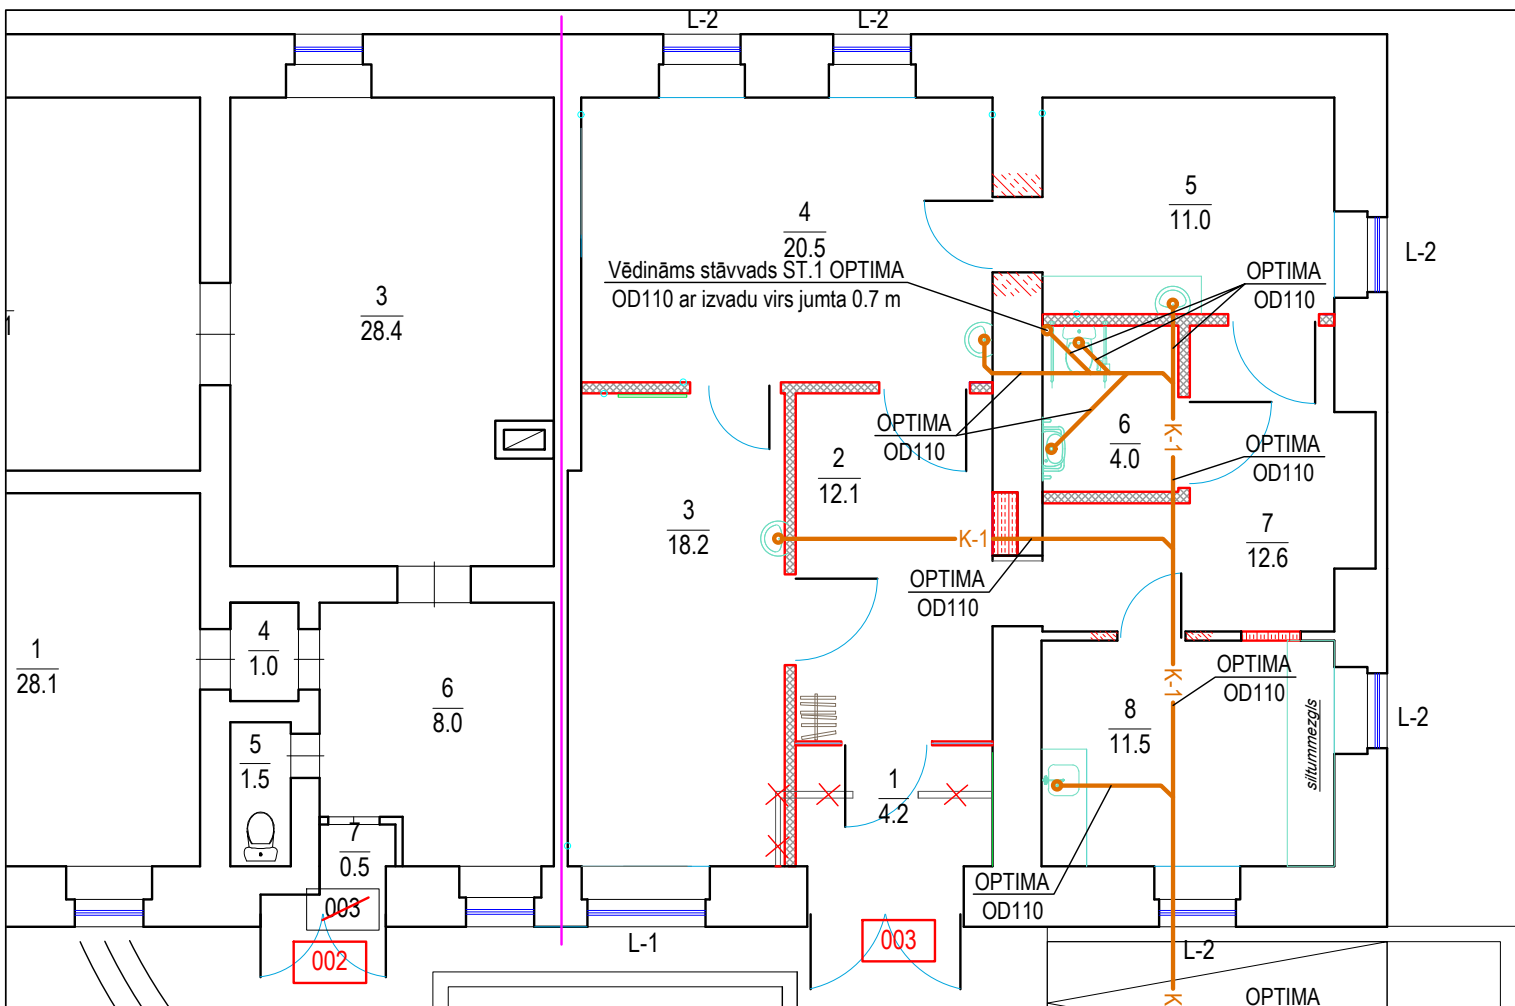 L-2
L-2
5
11.0
4
20.5
L-2
Vēdināms stāvvads ST.1 OPTIMA
OD110 ar izvadu virs jumta 0.7 m
OPTIMA
OD110
3
28.4
1
OPTIMA
OD110
6
4.0
K-1
OPTIMA
OD110
2
12.1
3
18.2
K-1
7
12.6
OPTIMA
OD110
4
1.0
1
28.1
6
8.0
K-1
OPTIMA
OD110
8
11.5
siltummezgls
L-2
5
1.5
1
4.2
7
0.5
OPTIMA
OD110
003
002
L-1
003
L-2
K
OPTIMA